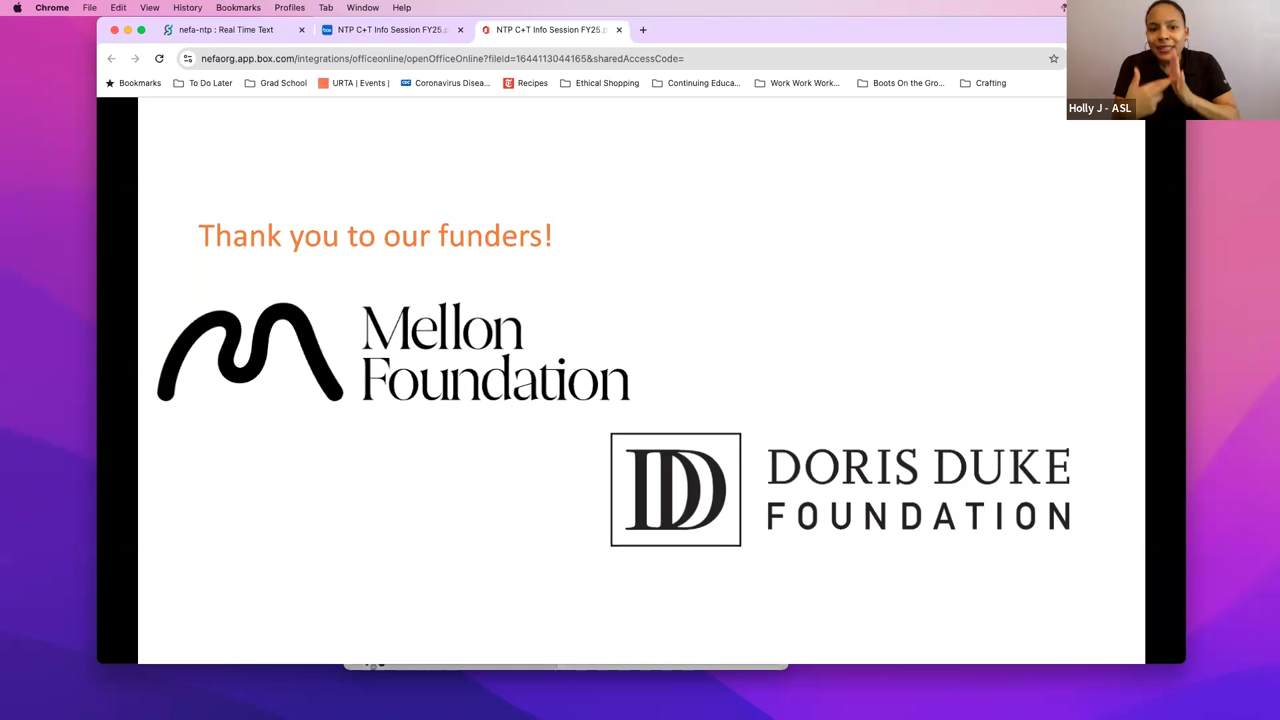 Chrome File Edit View History Bookmarks Profiles Tab Window Help
nefa-ntp : Real Time Text
box NTP C+T Info Session FY25.p
NTP C+T Info Session FY25.p
nefaorg.app.box.com/integrations/officeonline/openOfficeOnline?fileId=1644113044165&sharedAccessCode=
Bookmarks To Do Later Grad School URTA | Events | Coronavirus Disea... Recipes Ethical Shopping Continuing Educa... Work Work Work... Boots On the Gro... Crafting
Holly J - ASL
Thank you to our funders!
Mellon
Foundation
DD
DORIS DUKE
FOUNDATION